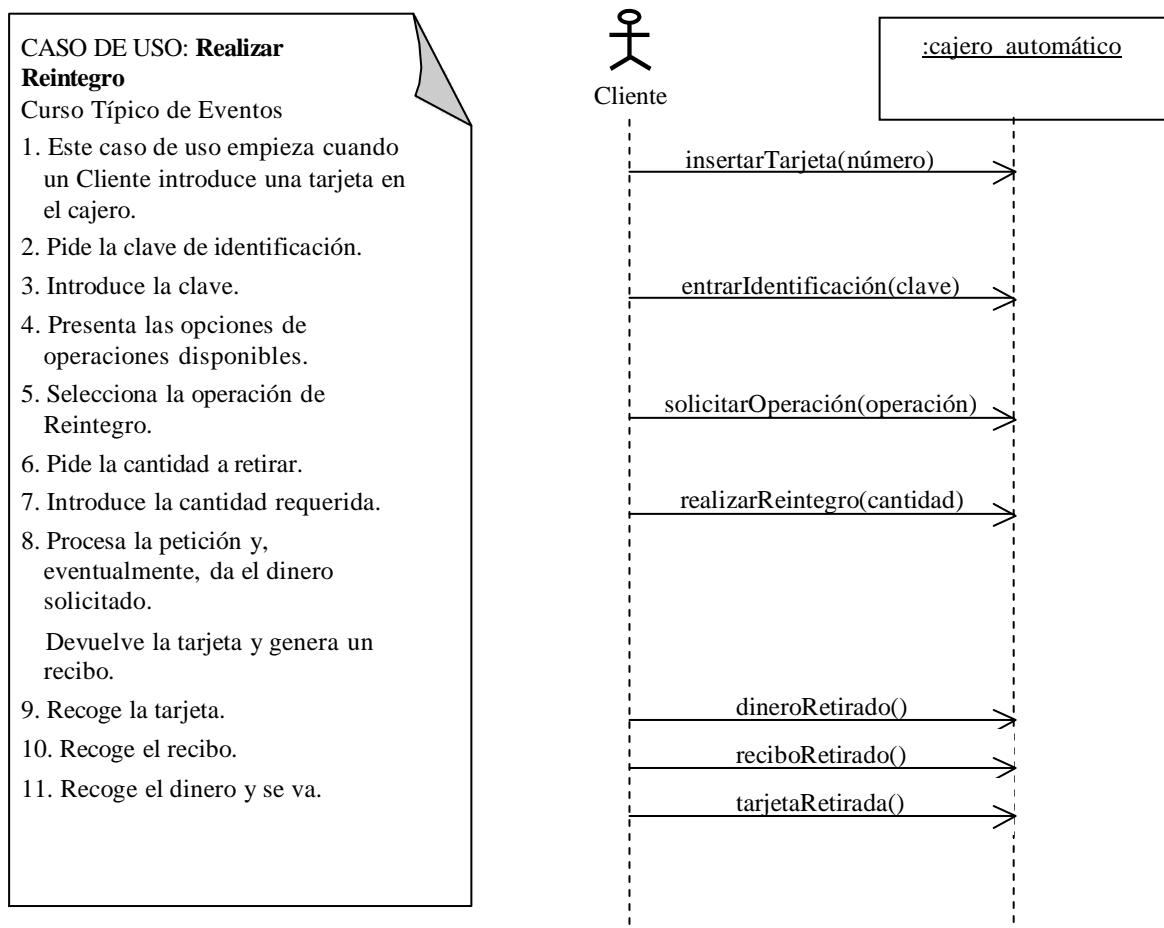 CASO DE USO: Realizar
Reintegro
Curso Típico de Eventos
1. Este caso de uso empieza cuando
un Cliente introduce una tarjeta en
el cajero.
2. Pide la clave de identificación.
3. Introduce la clave.
4. Presenta las opciones de
operaciones disponibles.
5. Selecciona la operación de
Reintegro.
6. Pide la cantidad a retirar.
7. Introduce la cantidad requerida.
8. Procesa la petición y,
eventualmente, da el dinero
solicitado.
Devuelve la tarjeta y genera un
recibo.
9. Recoge la tarjeta.
10. Recoge el recibo.
11. Recoge el dinero y se va.
Cliente
:cajero automático
insertarTarjeta(número)
entrarIdentificación(clave)
solicitarOperación(operación)
realizarReintegro(cantidad)
dineroRetirado()
reciboRetirado()
tarjetaRetirada()